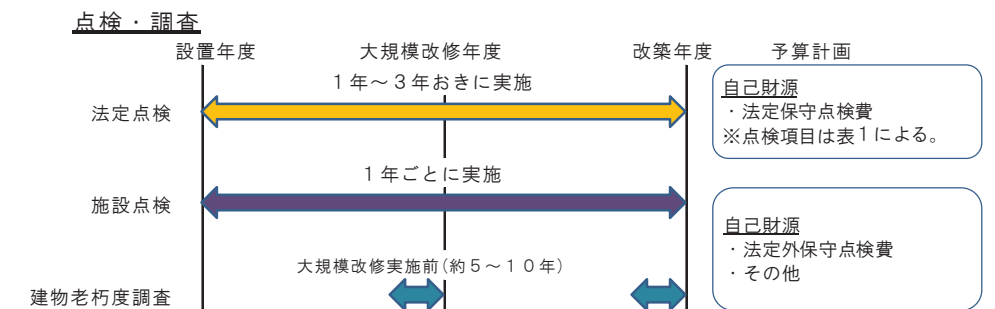 点検・調査
設置年度 大規模改修年度 改築年度 予算計画
1年～3年おきに実施
法定点検
自己財源
・法定保守点検費
※点検項目は表1による。
1年ごとに実施
施設点検
自己財源
・法定外保守点検費
・その他
大規模改修実施前(約5～10年)
建物老朽度調査